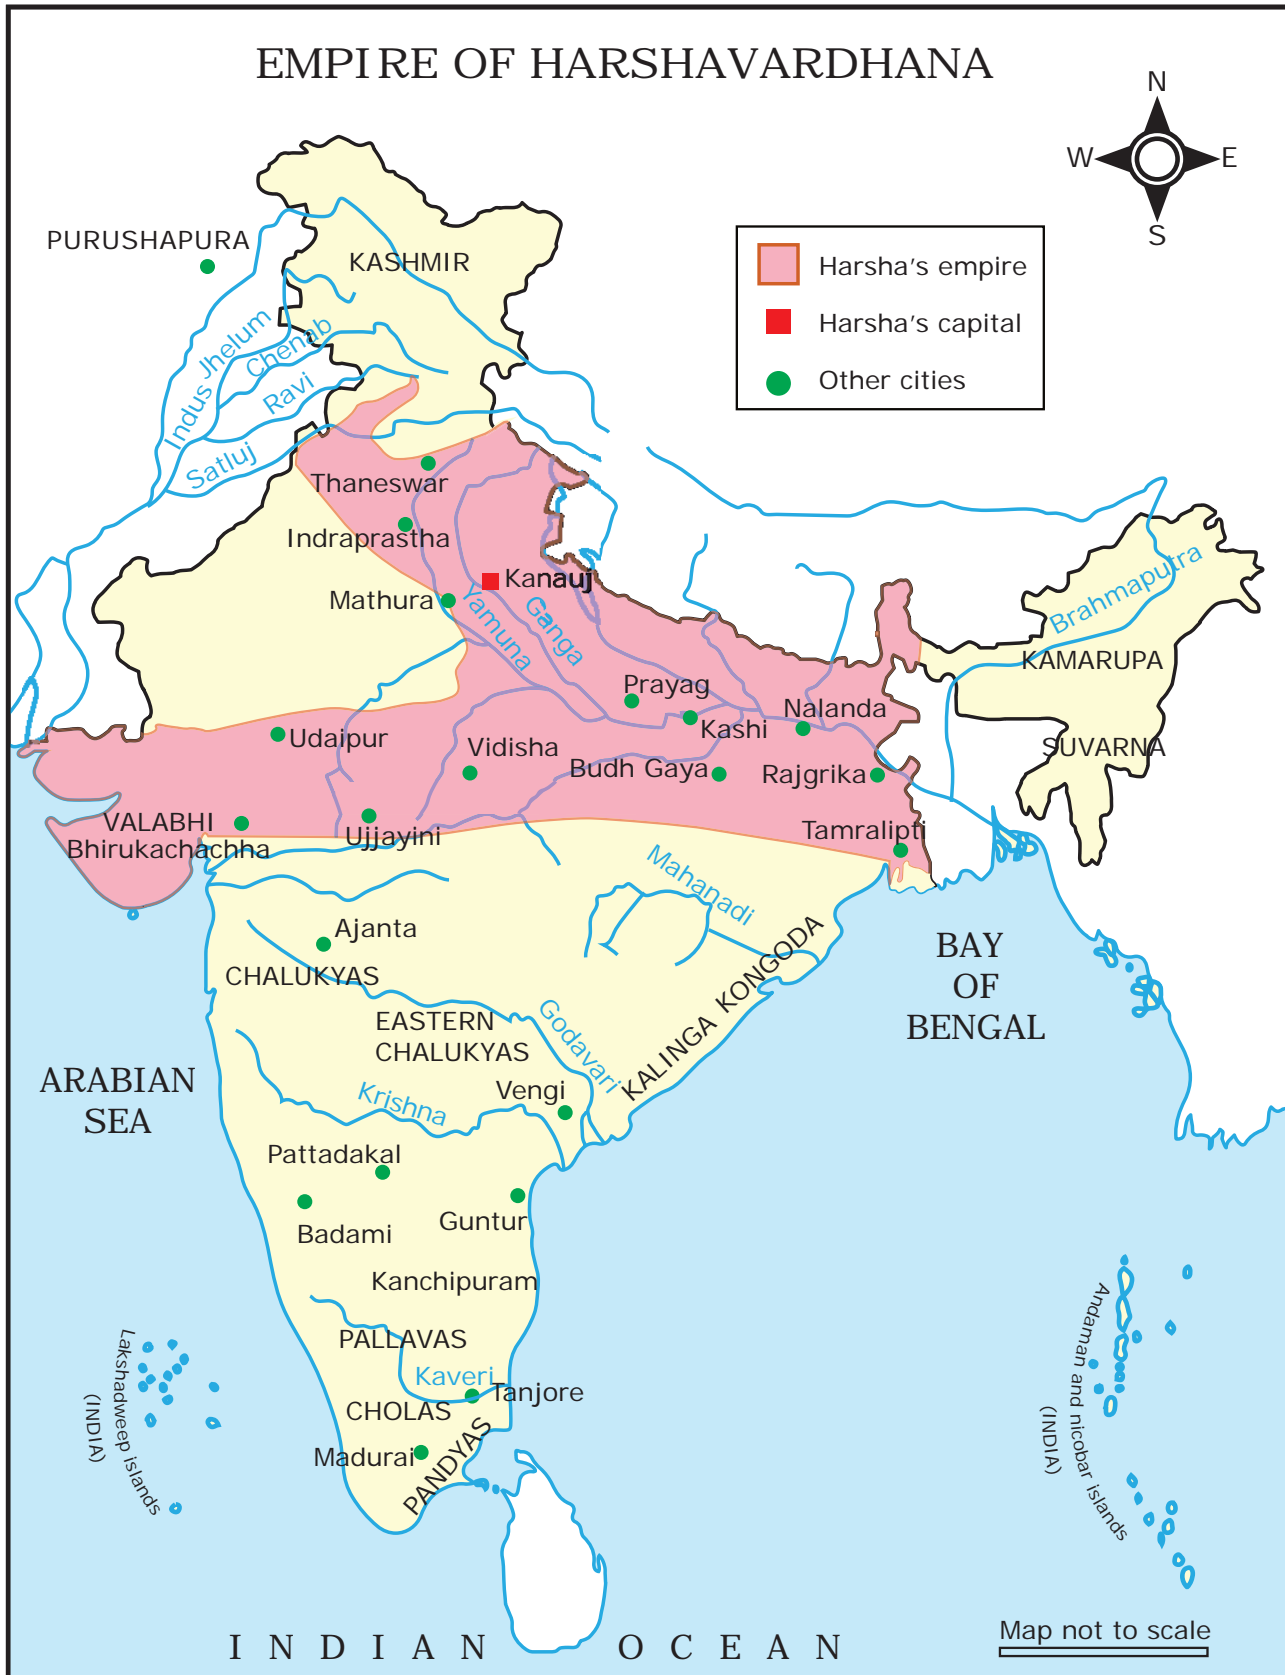 EMPIRE OF HARSHAVARDHANA
N
W
E
S
PURUSHAPURA
KASHMIR
Harsha's empire
Harsha's capital
Other cities
Indus
Jhelum
Chenab
Ravi
Satluj
Thaneswar
Indraprastha
Kanauj
Mathura
Yamuna
Ganga
Brahmaputra
KAMARUPA
SUVARNA
Prayag
Kashi
Nalanda
Udaipur
Vidisha
Budh Gaya
Rajgrika
VALABHI
Bhirukachachha
Ujjayini
Tamralipti
Mahanadi
Ajanta
CHALUKYAS
KALINGA KONGODA
BAY
OF
BENGAL
EASTERN
CHALUKYAS
Godavari
ARABIAN
SEA
Krishna
Vengi
Pattadakal
Badami
Guntur
Kanchipuram
PALLAVAS
Kaveri
Tanjore
CHOLAS
Madurai
PANDYAS
Lakshadweep islands
(INDIA)
Andaman and nicobar islands
(INDIA)
INDIAN OCEAN
Map not to scale